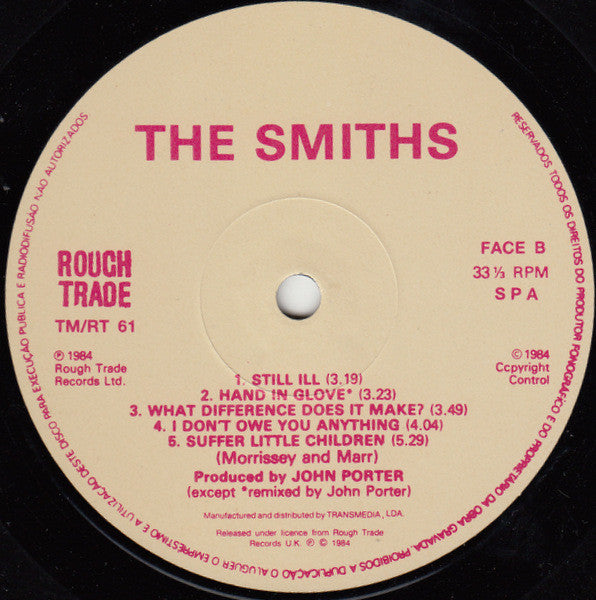 THE SMITHS
ROUGH
TRADE
TM/RT 61
℗ 1984
Rough Trade
Records Ltd.
FACE B
33 ⅓ RPM
S P A
© 1984
Copyright
Control
1. STILL ILL (3.19)
2. HAND IN GLOVE* (3.23)
3. WHAT DIFFERENCE DOES IT MAKE? (3.49)
4. I DON'T OWE YOU ANYTHING (4.04)
5. SUFFER LITTLE CHILDREN (5.29)
(Morrissey and Marr)
Produced by JOHN PORTER
(except *remixed by John Porter)
Manufactured and distributed by TRANSMEDIA, LDA.
Released under licence from Rough Trade
Records U.K. ℗ © 1984
RESERVADOS TODOS OS DIREITOS DO PRODUTOR FONOGRÁFICO E DO PROPRIETÁRIO DA OBRA GRAVADA. PROIBIDOS A DUPLICAÇÃO O ALUGUER O EMPRÉSTIMO E A UTILIZAÇÃO DESTE DISCO PARA EXECUÇÃO PUBLICA E RADIODIFUSÃO NÃO AUTORIZADOS